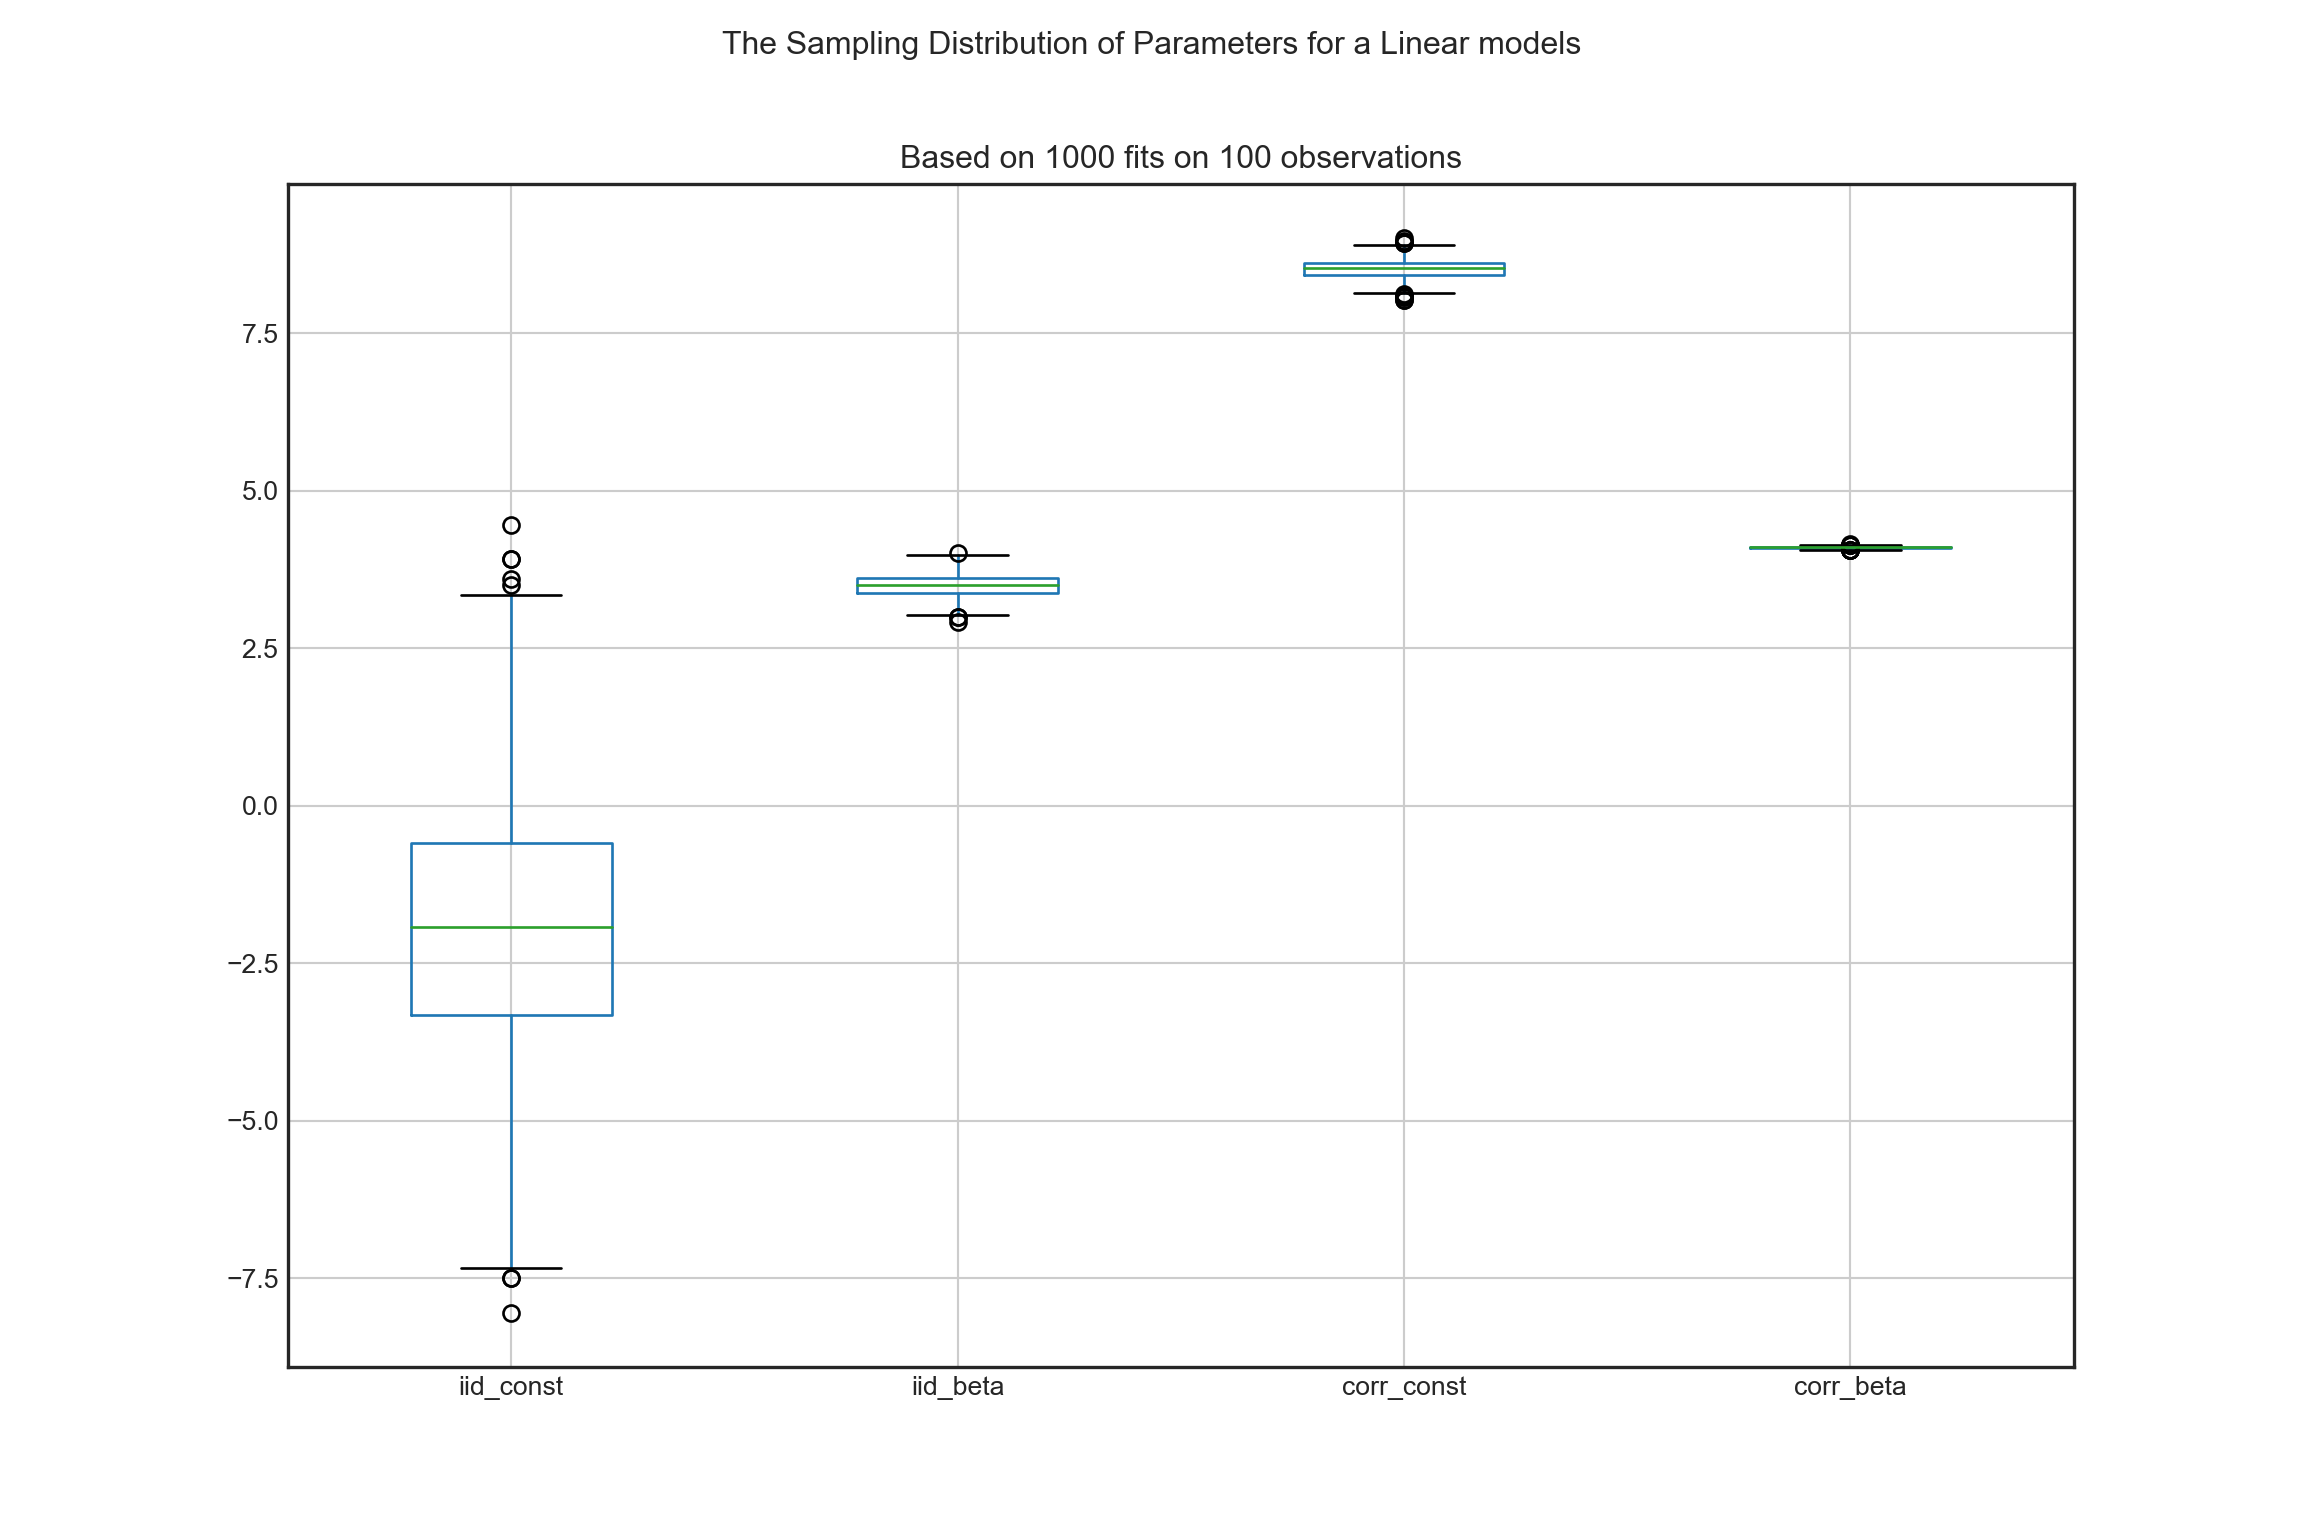 The Sampling Distribution of Parameters for a Linear models
Based on 1000 fits on 100 observations
7.5
5.0
2.5
0.0
−2.5
−5.0
−7.5
iid_const iid_beta corr_const corr_beta